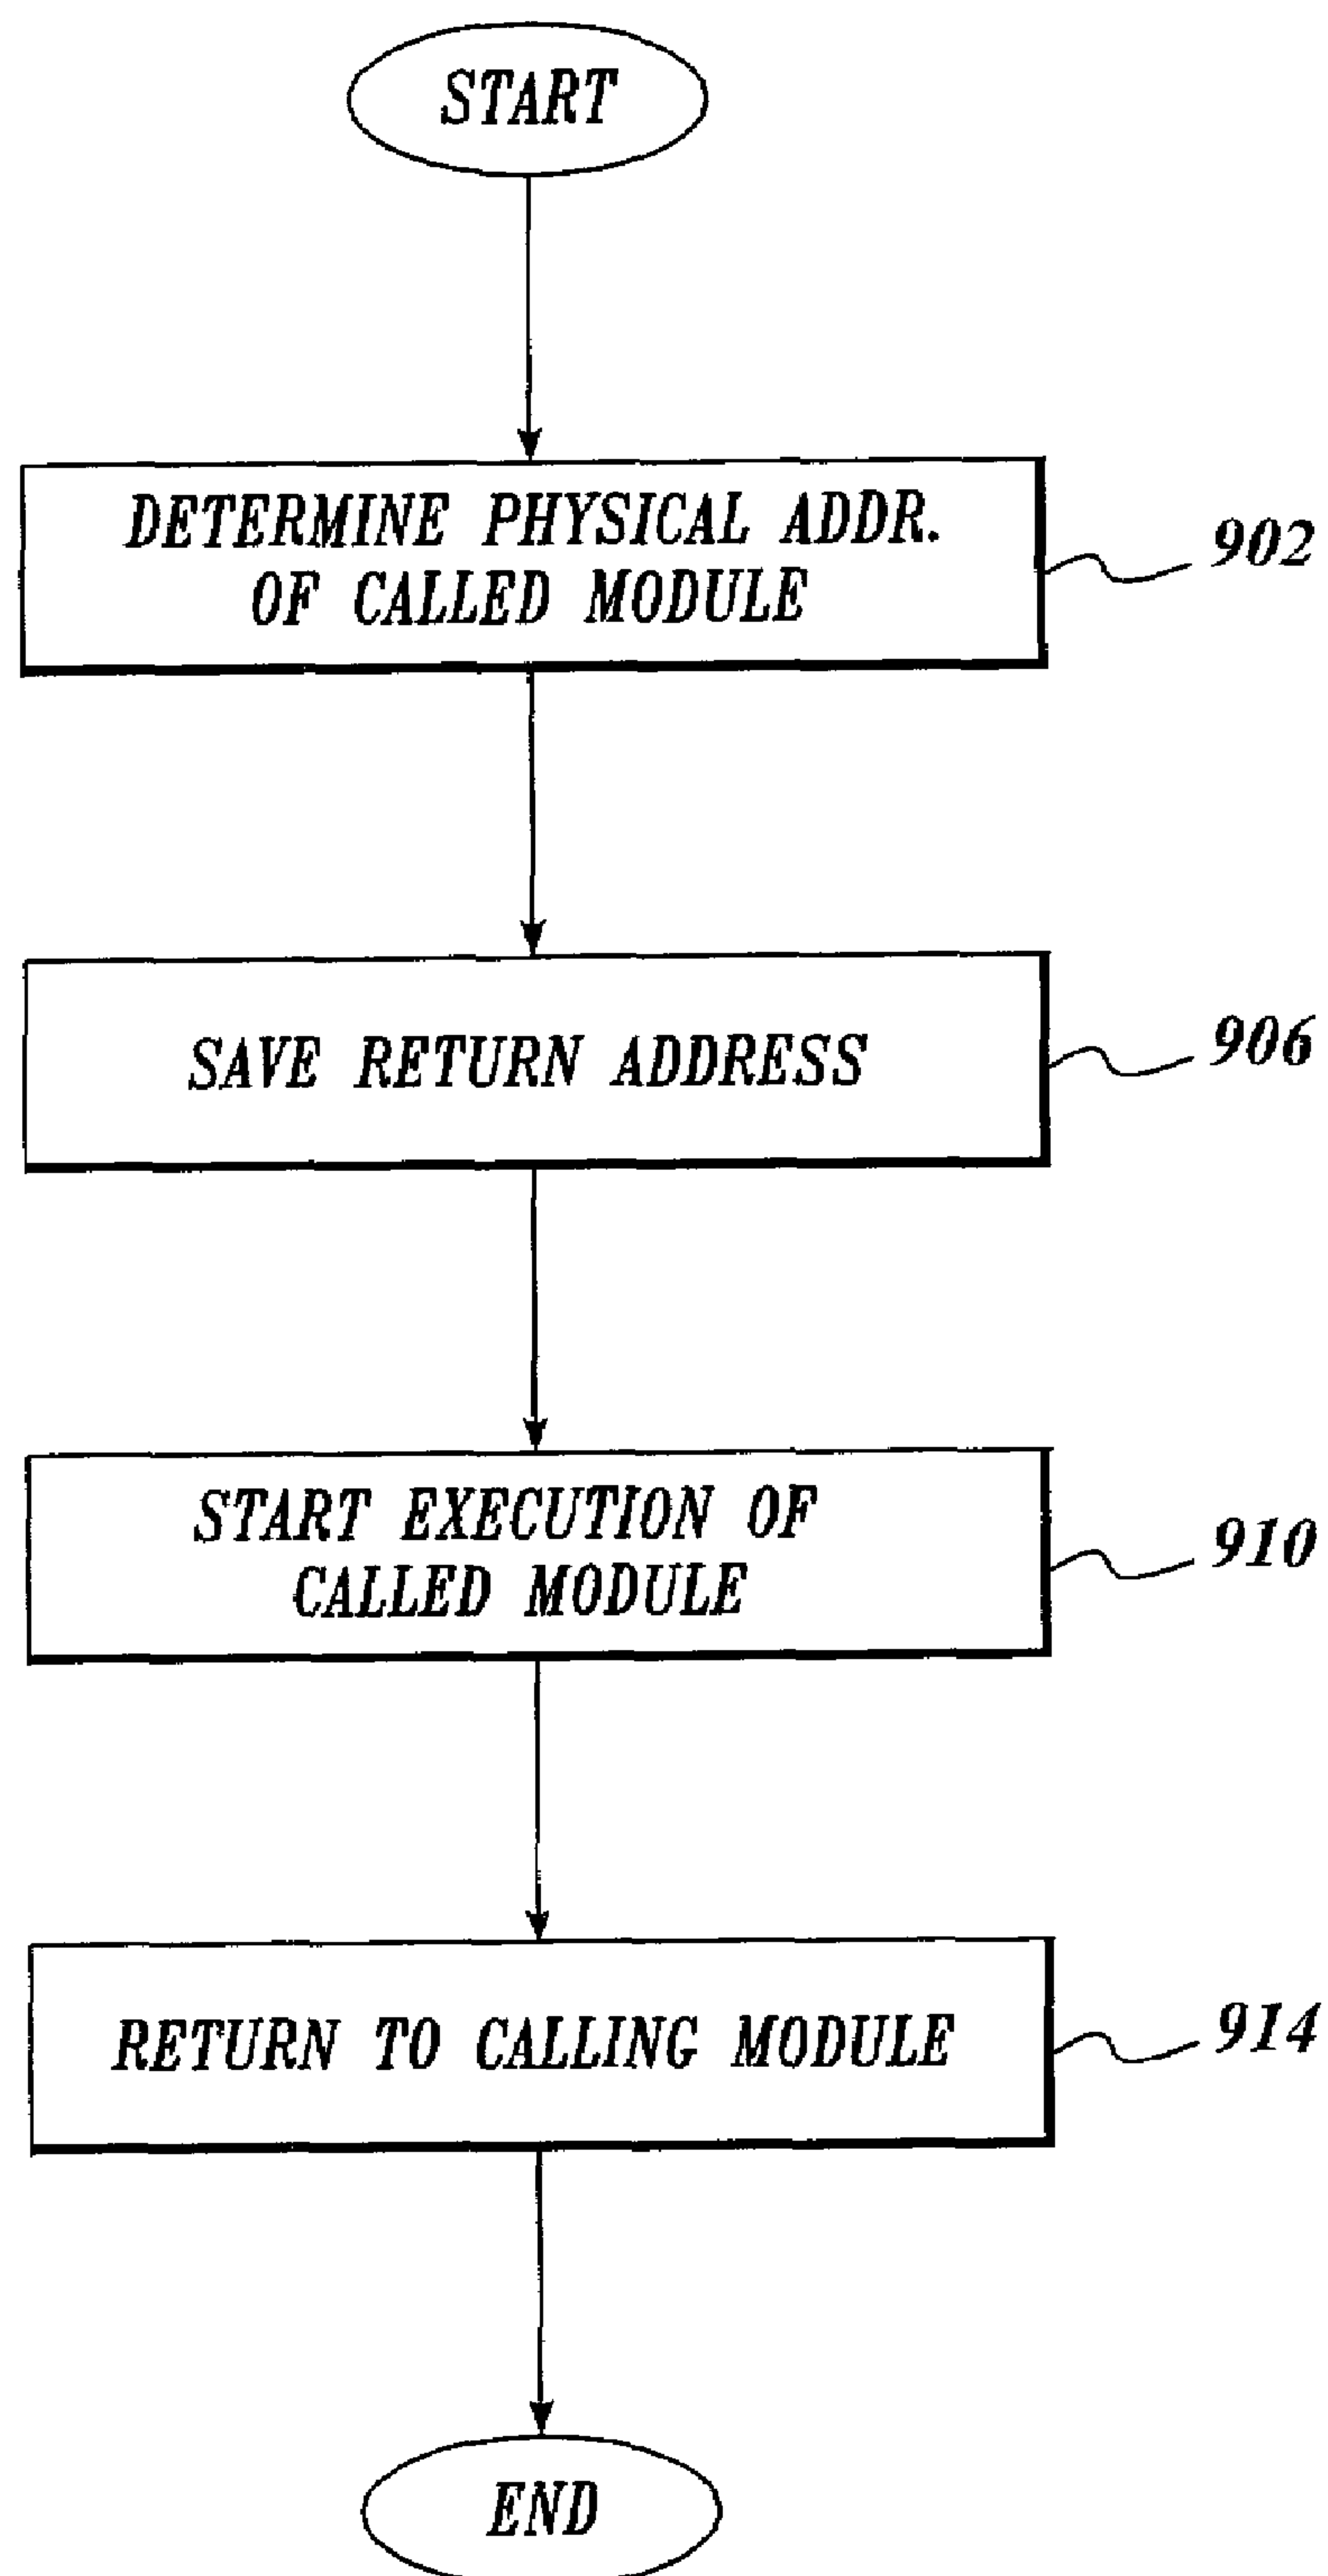 START
DETERMINE PHYSICAL ADDR.
OF CALLED MODULE
902
SAVE RETURN ADDRESS
906
START EXECUTION OF
CALLED MODULE
910
RETURN TO CALLING MODULE
914
END